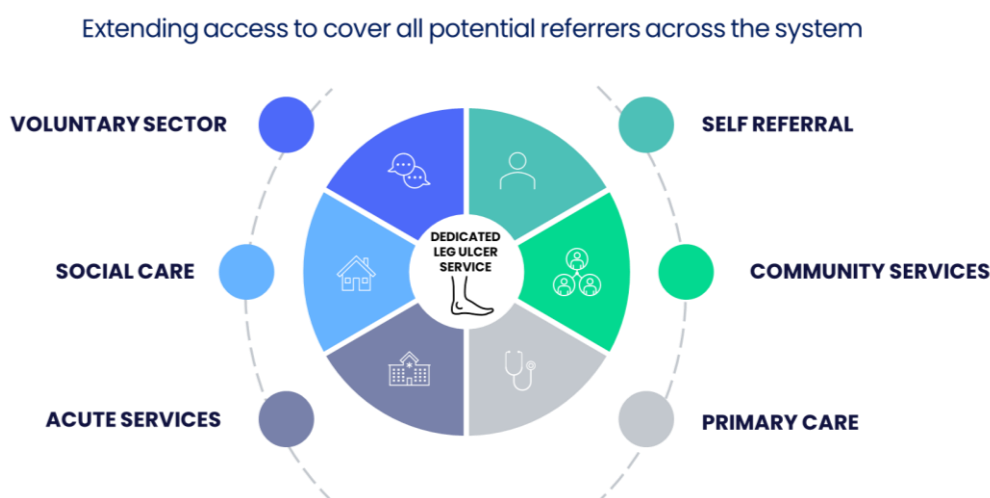 Extending access to cover all potential referrers across the system
VOLUNTARY SECTOR
SELF REFERRAL
DEDICATED
LEG ULCER
SERVICE
SOCIAL CARE
COMMUNITY SERVICES
ACUTE SERVICES
PRIMARY CARE